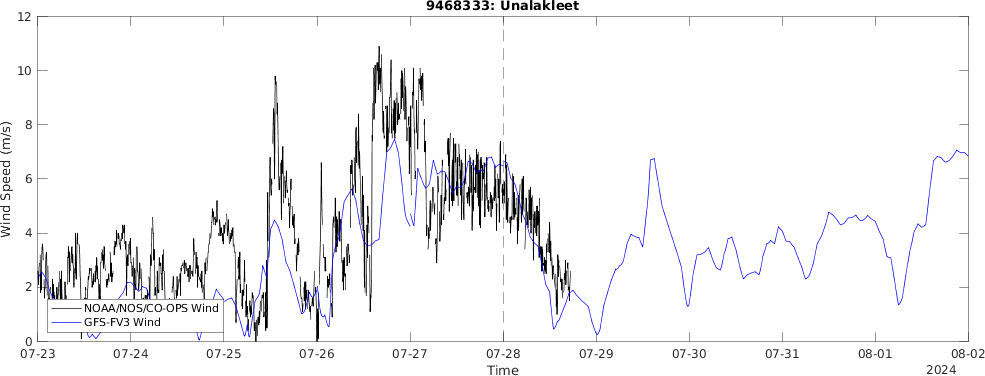 9468333: Unalakleet
12
10
8
6
4
2
0
Wind Speed (m/s)
NOAA/NOS/CO-OPS Wind
GFS-FV3 Wind
07-23 07-24 07-25 07-26 07-27 07-28 07-29 07-30 07-31 08-01 08-02
Time
2024